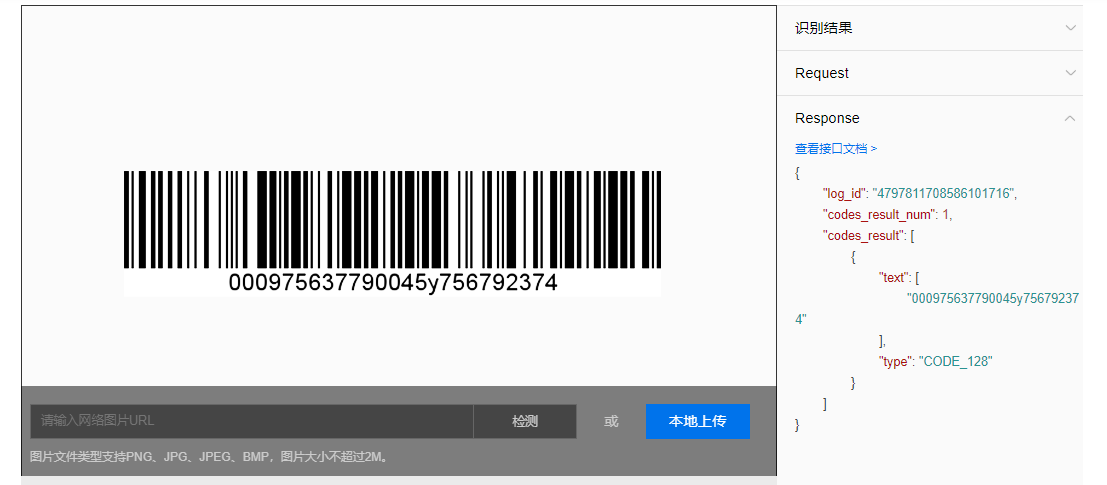 000975637790045y756792374
请输入网络图片URL
检测
或
本地上传
图片文件类型支持PNG、JPG、JPEG、BMP，图片大小不超过2M。
识别结果
Request
Response
查看接口文档 >
{
"log_id": "4797811708586101716",
"codes_result_num": 1,
"codes_result": [
{
"text": [
"000975637790045y75679237
4"
],
"type": "CODE_128"
}
]
}